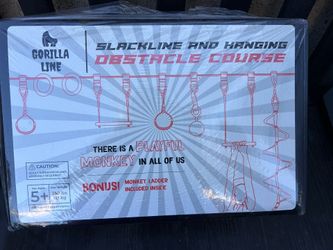 GORILLA
LINE
SLACKLINE AND HANGING
OBSTACLE COURSE
THERE IS A PLAYFUL
MONKEY IN ALL OF US
BONUS! MONKEY LADDER
INCLUDED INSIDE
CAUTION:
5+